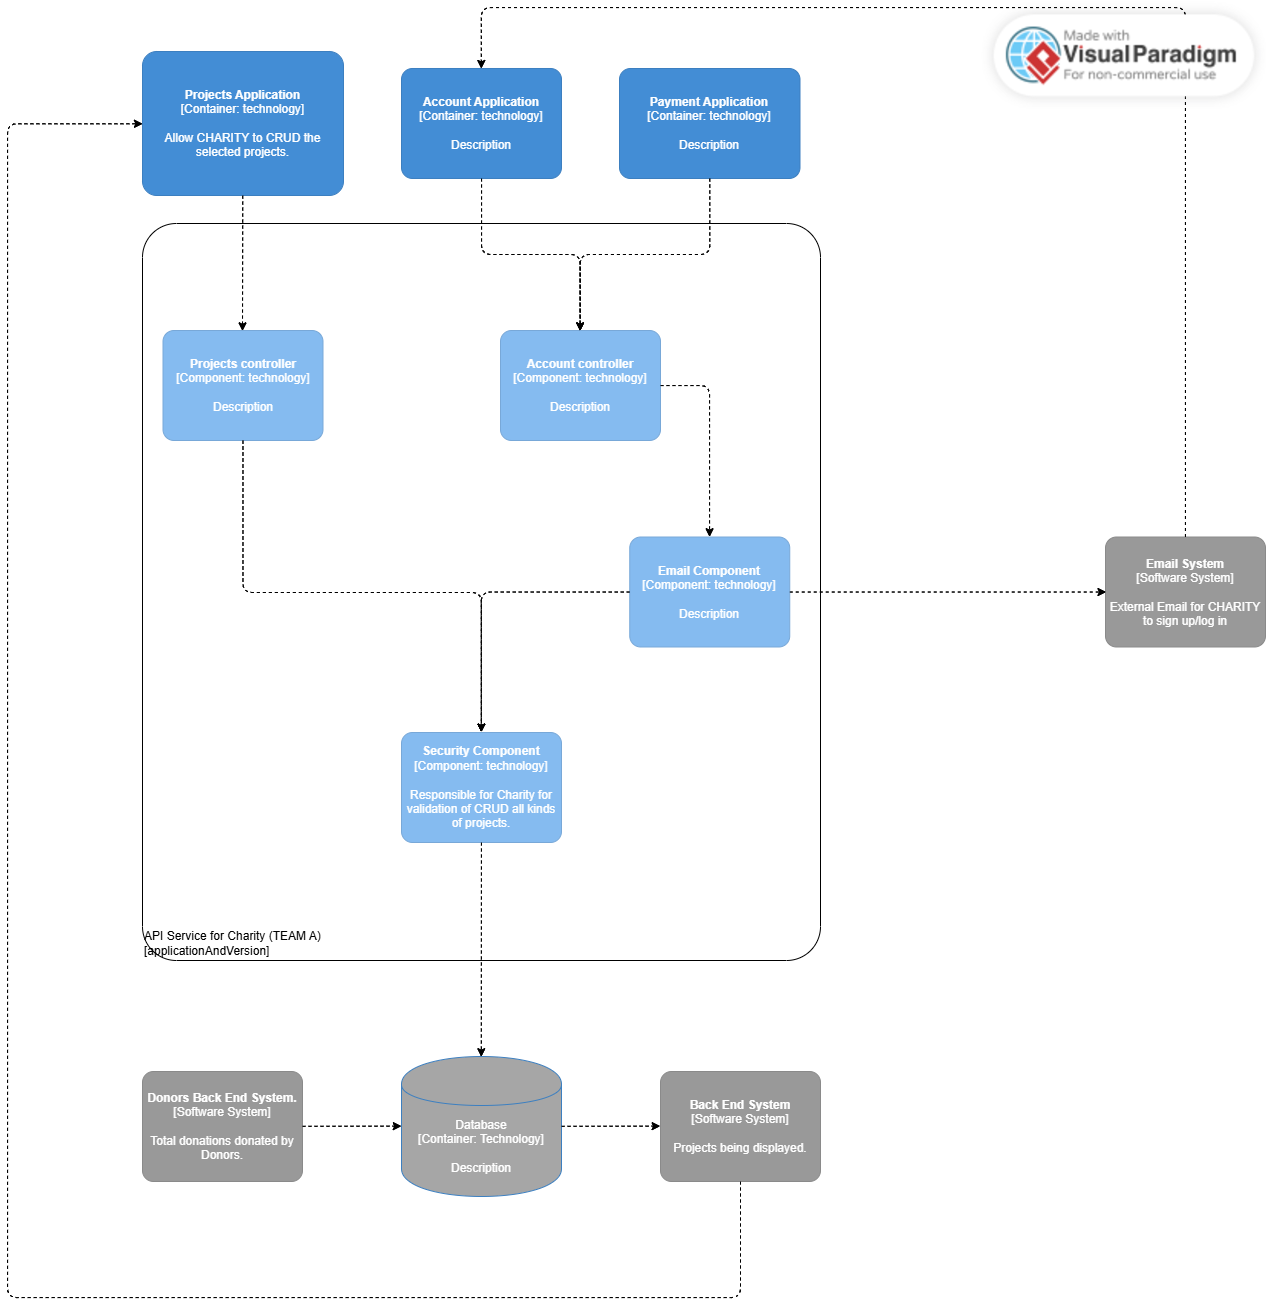 Made with
Visual Paradigm
For non-commercial use
Projects Application
[Container: technology]
Allow CHARITY to CRUD the
selected projects.
Account Application
[Container: technology]
Description
Payment Application
[Container: technology]
Description
Projects controller
[Component: technology]
Description
Account controller
[Component: technology]
Description
Email Component
[Component: technology]
Description
Email System
[Software System]
External Email for CHARITY
to sign up/log in
Security Component
[Component: technology]
Responsible for Charity for
validation of CRUD all kinds
of projects.
API Service for Charity (TEAM A)
[applicationAndVersion]
Donors Back End System.
[Software System]
Total donations donated by
Donors.
Database
[Container: Technology]
Description
Back End System
[Software System]
Projects being displayed.